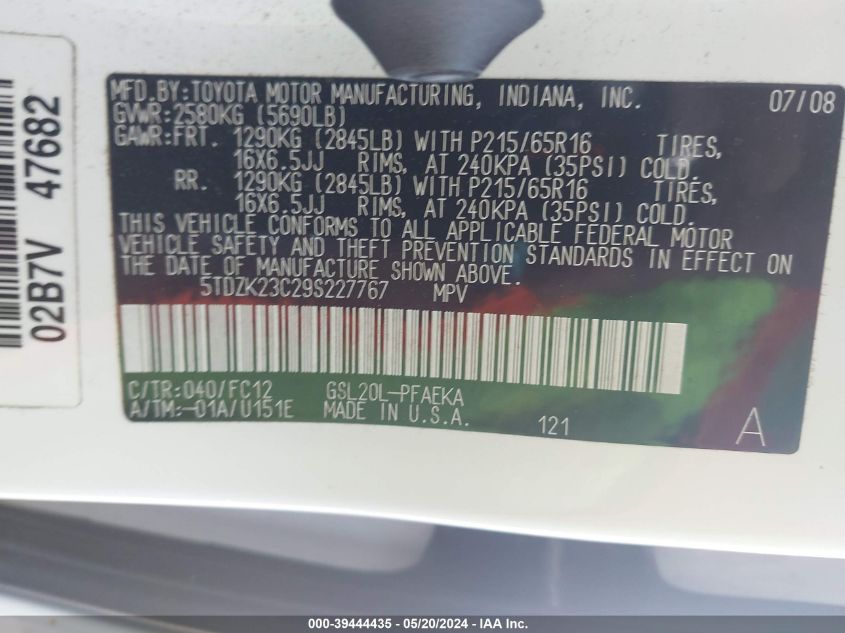 02B7V 47682
MFD.BY:TOYOTA MOTOR MANUFACTURING, INDIANA, INC. 07/08
GVWR:2580KG (5690LB)
GAWR:FRT. 1290KG (2845LB) WITH P215/65R16 TIRES,
16X6.5JJ RIMS, AT 240KPA (35PSI) COLD.
RR. 1290KG (2845LB) WITH P215/65R16 TIRES,
16X6.5JJ RIMS, AT 240KPA (35PSI) COLD.
THIS VEHICLE CONFORMS TO ALL APPLICABLE FEDERAL MOTOR
VEHICLE SAFETY AND THEFT PREVENTION STANDARDS IN EFFECT ON
THE DATE OF MANUFACTURE SHOWN ABOVE.
5TDZK23C29S227767 MPV
C/TR:040/FC12 GSL20L-PFAEKA
A/TM:-01A/U151E MADE IN U.S.A. 121 A
000-39444435 - 05/20/2024 - IAA Inc.